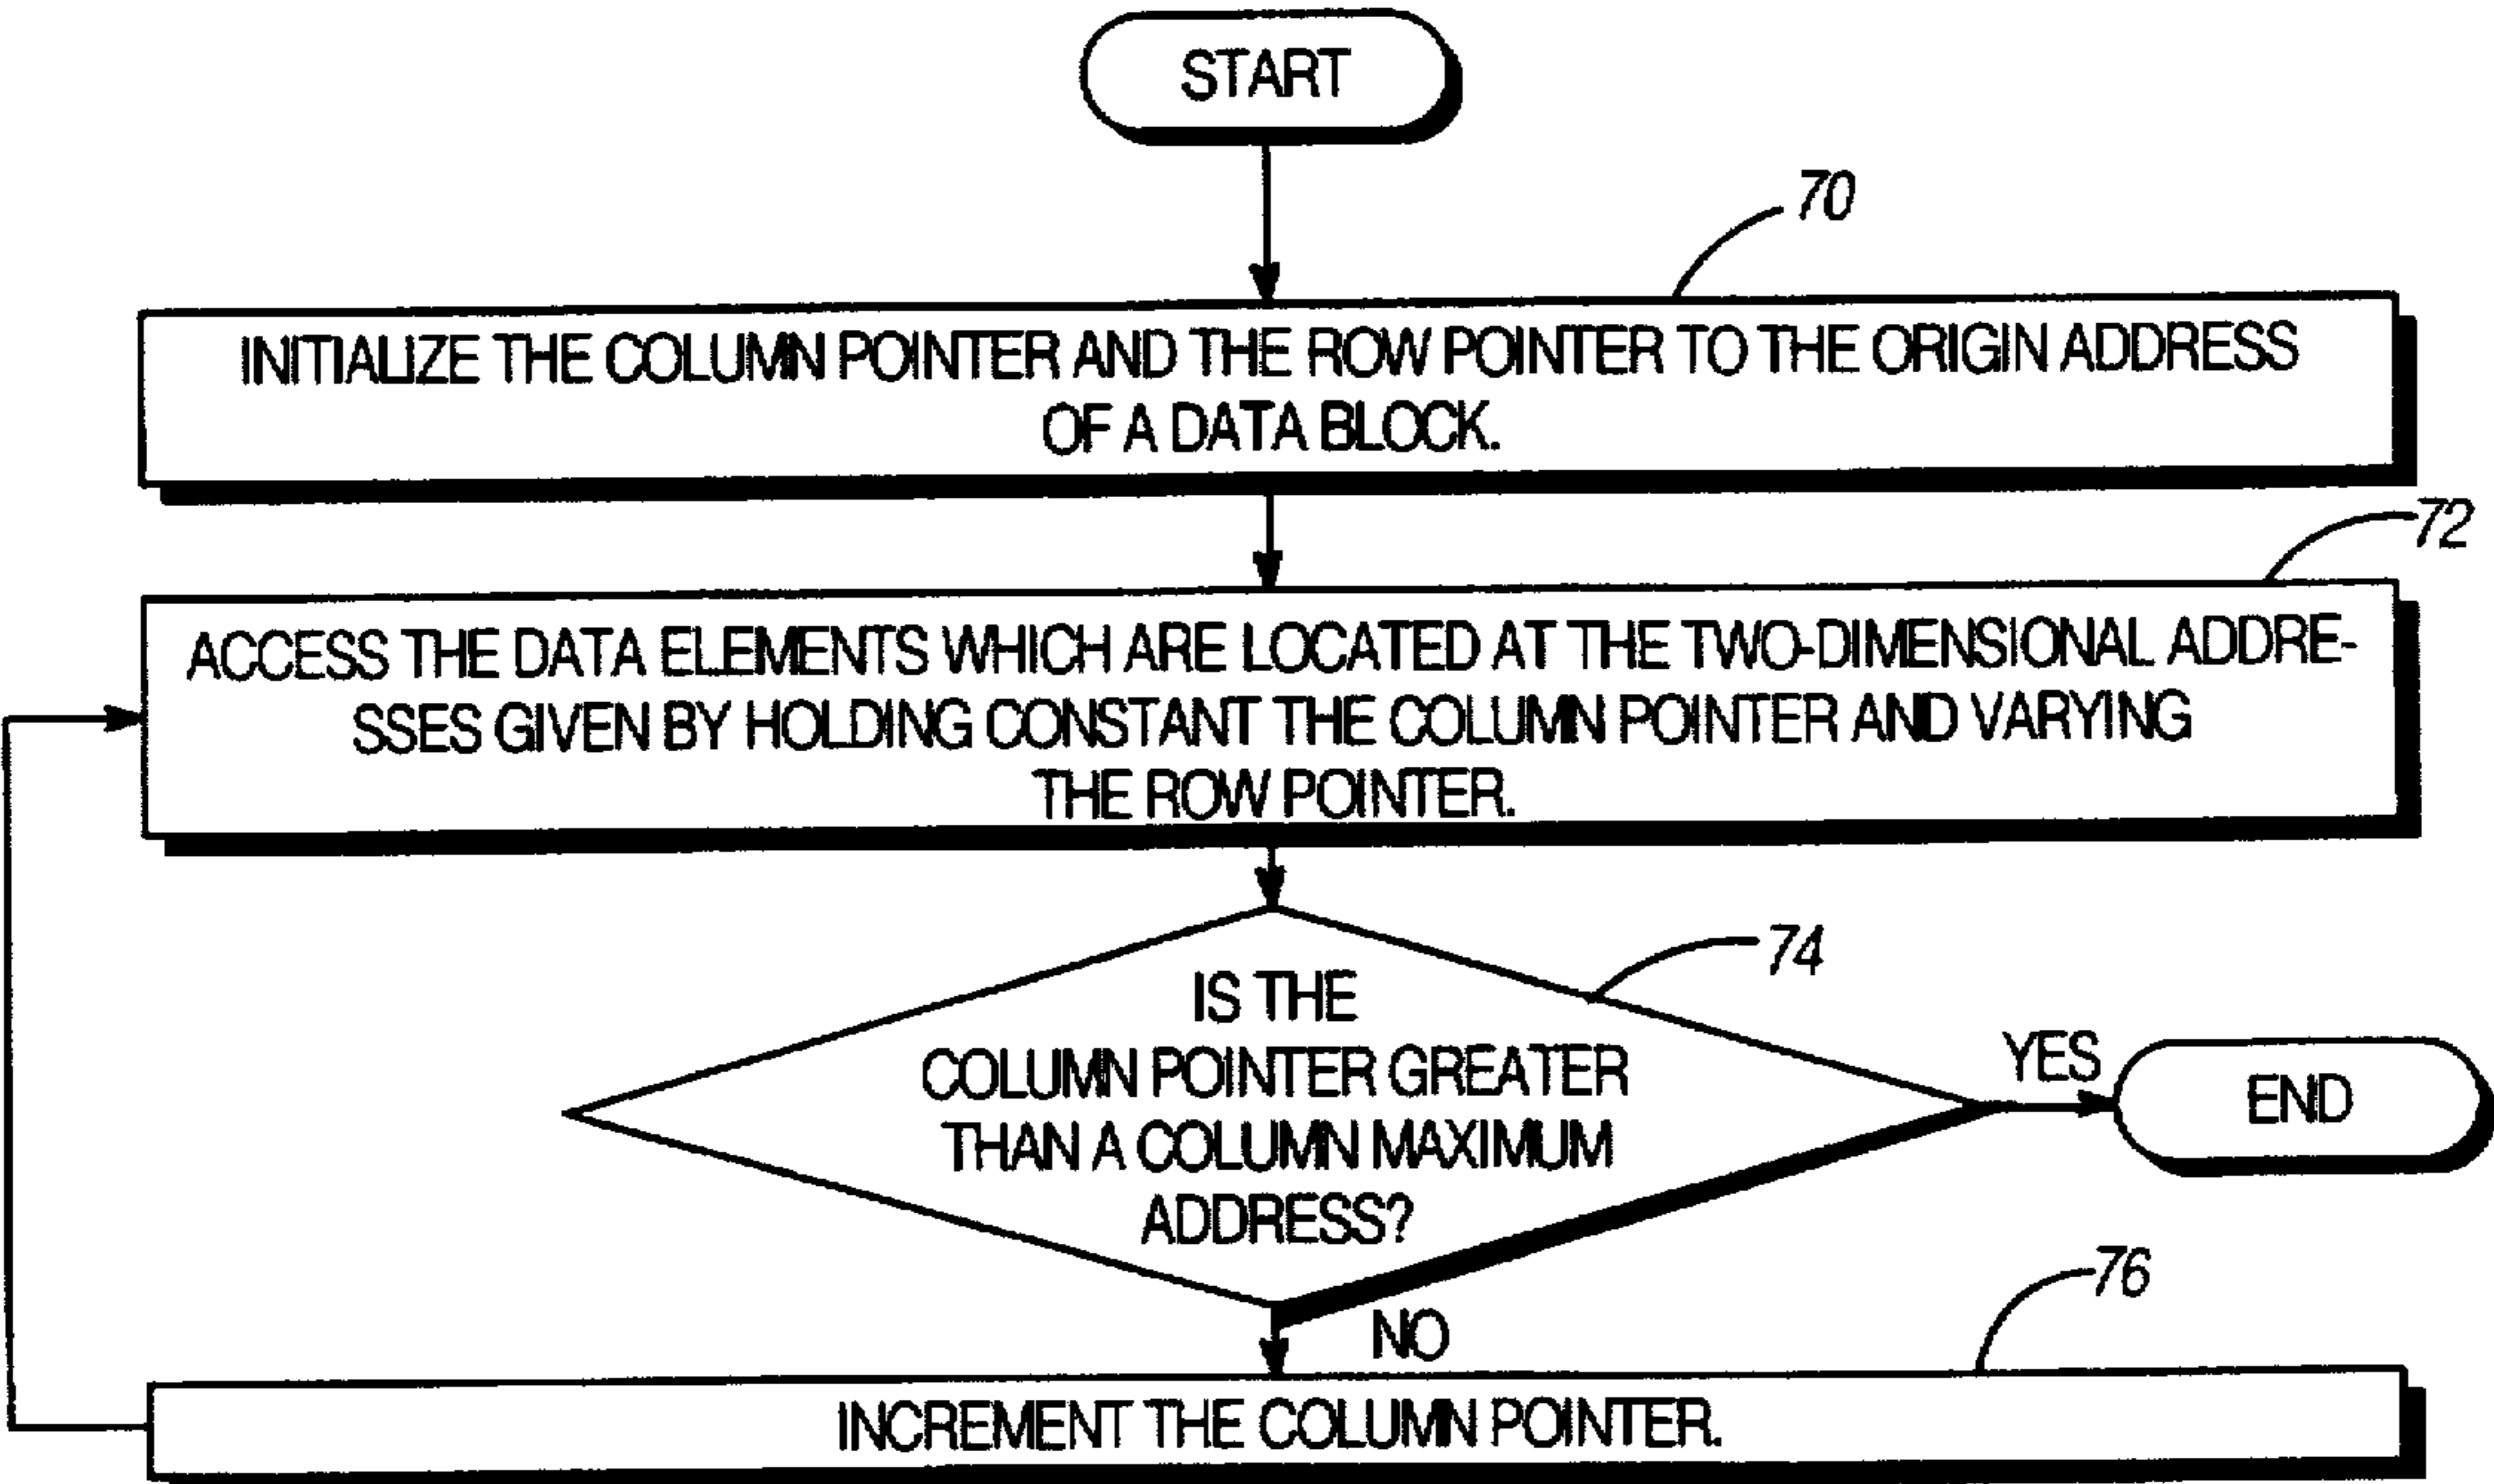 START
70
INITIALIZE THE COLUMN POINTER AND THE ROW POINTER TO THE ORIGIN ADDRESS
OF A DATA BLOCK.
72
ACCESS THE DATA ELEMENTS WHICH ARE LOCATED AT THE TWO-DIMENSIONAL ADDRE-
SSES GIVEN BY HOLDING CONSTANT THE COLUMN POINTER AND VARYING
THE ROW POINTER.
74
IS THE
COLUMN POINTER GREATER
THAN A COLUMN MAXIMUM
ADDRESS?
YES
END
NO
76
INCREMENT THE COLUMN POINTER.